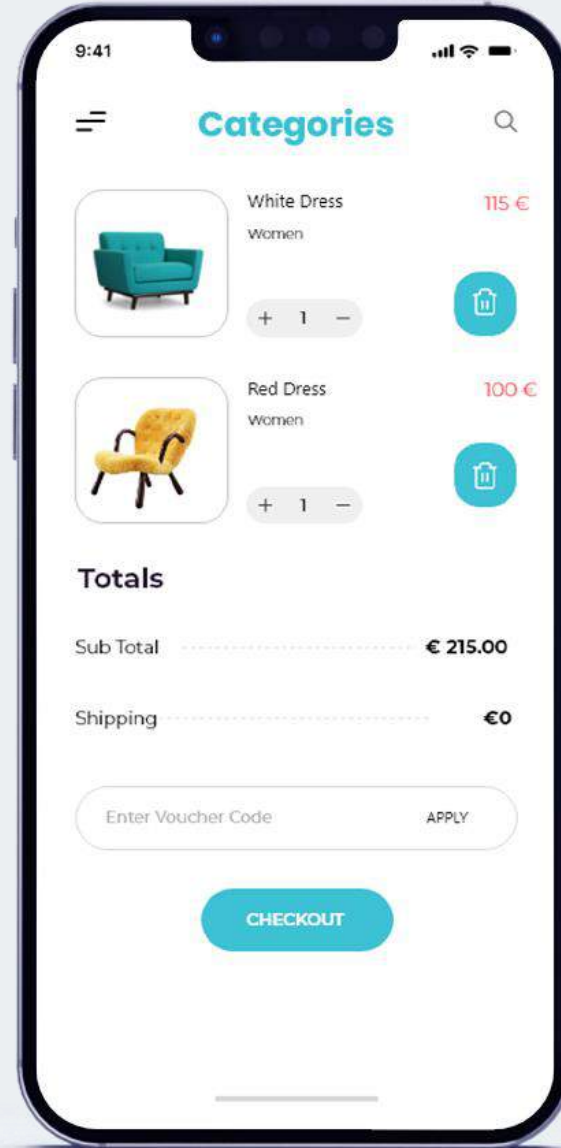 9:41
Categories
White Dress
115 €
Women
+ 1 −
Red Dress
100 €
Women
+ 1 −
Totals
Sub Total € 215.00
Shipping €0
Enter Voucher Code APPLY
CHECKOUT